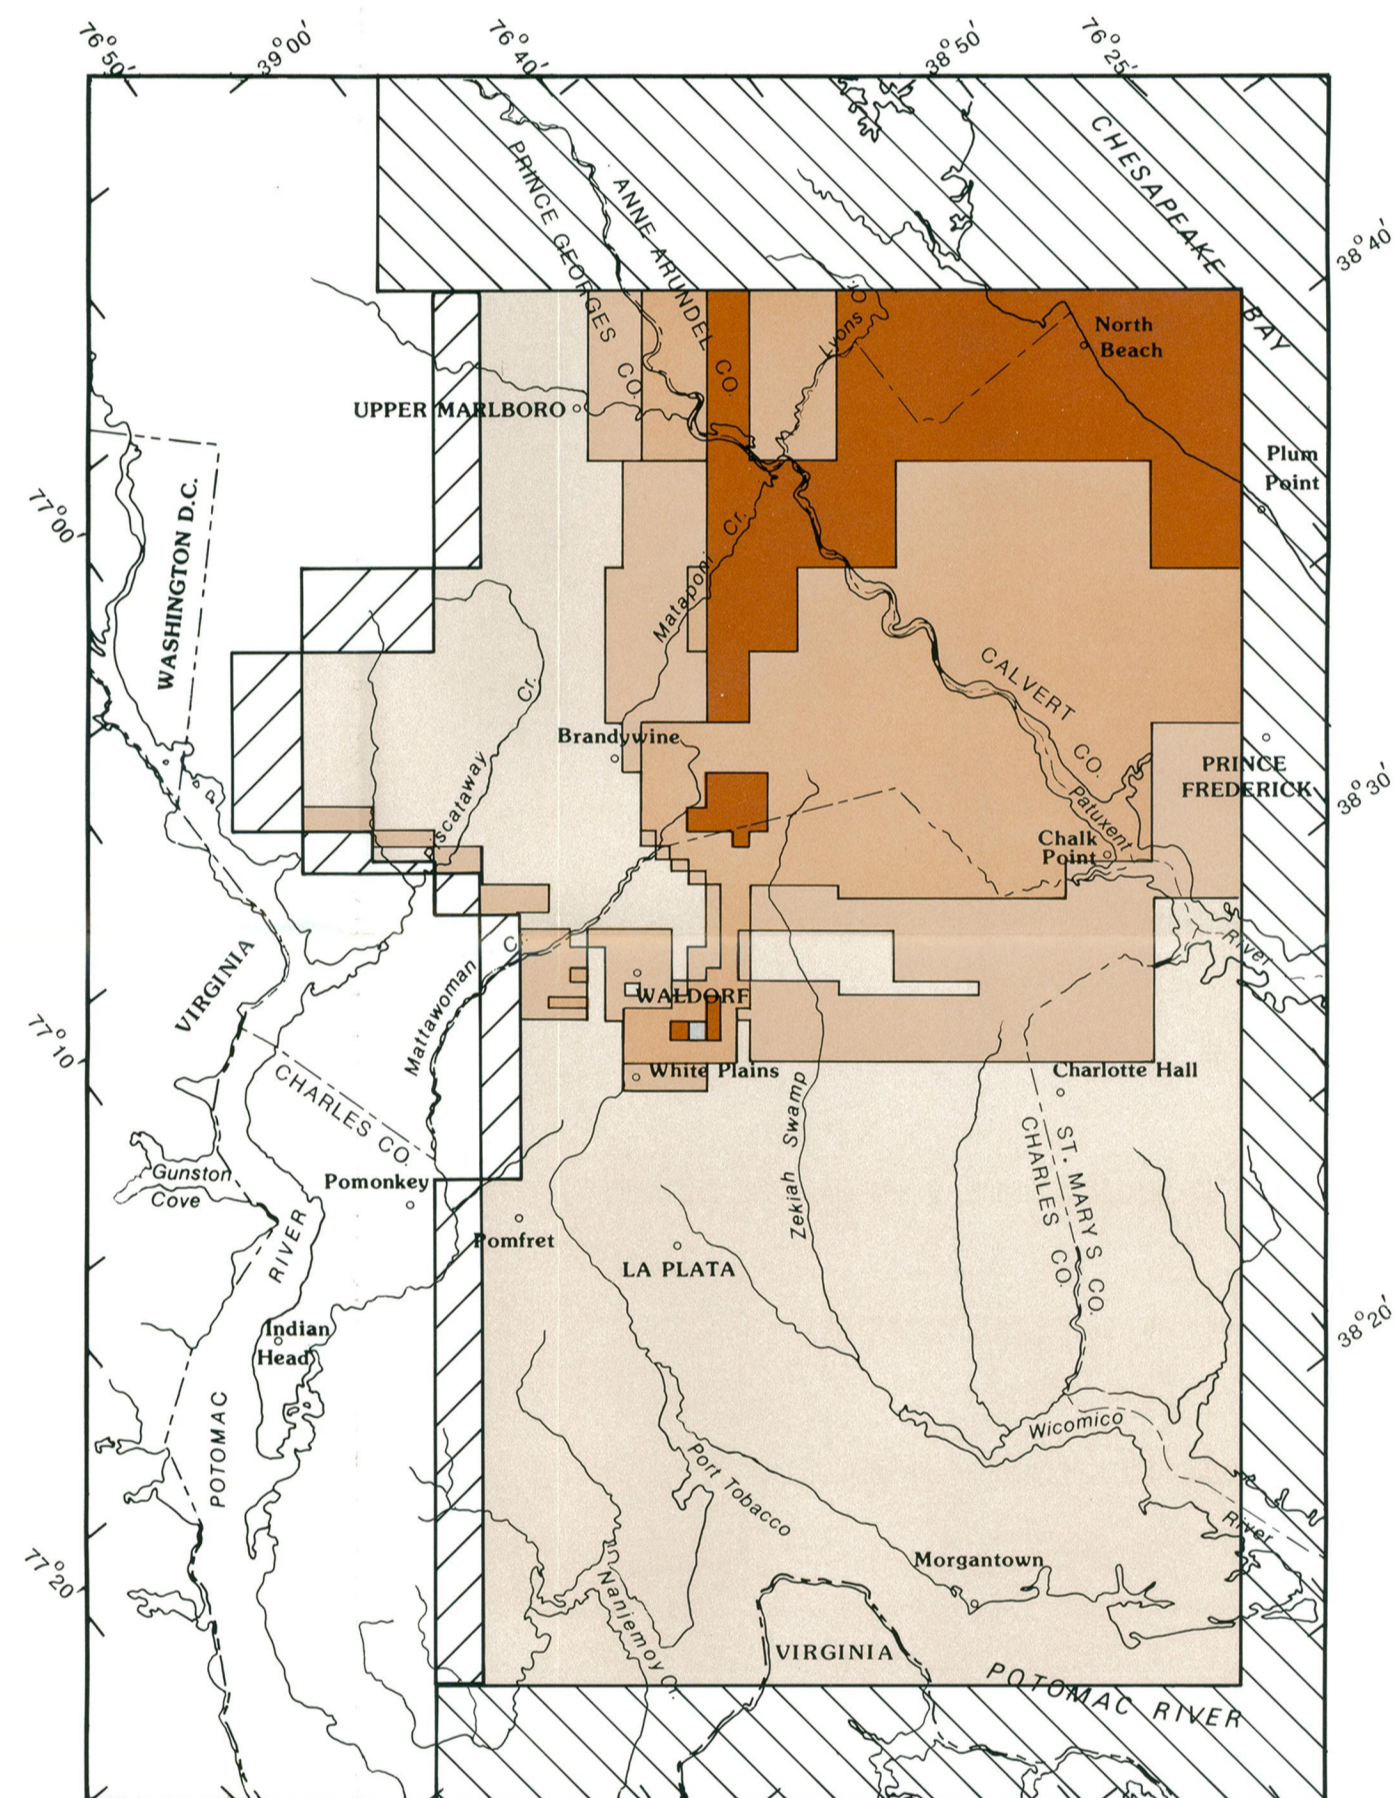 76°50'
39°00'
76°40'
38°50'
76°25'
CHESAPEAKE
BAY
38°40'
PRINCE GEORGES CO.
ANNE ARUNDEL CO.
Lyons Cr.
North
Beach
UPPER MARLBORO
Plum
Point
77°00'
WASHINGTON D.C.
Mataponi Cr.
CALVERT CO.
Cr.
Piscataway
Brandywine
PRINCE
FREDERICK
38°30'
Patuxent
River
Chalk
Point
VIRGINIA
Mattawoman C.
WALDORF
77°10'
White Plains
Charlotte Hall
CHARLES CO.
Zekiah Swamp
ST. MARYS CO.
CHARLES CO.
Gunston
Cove
Pomonkey
Pomfret
RIVER
LA PLATA
38°20'
Indian
Head
POTOMAC
Wicomico
River
Port Tobacco
77°20'
Morgantown
Nanjemoy Cr.
VIRGINIA
POTOMAC RIVER